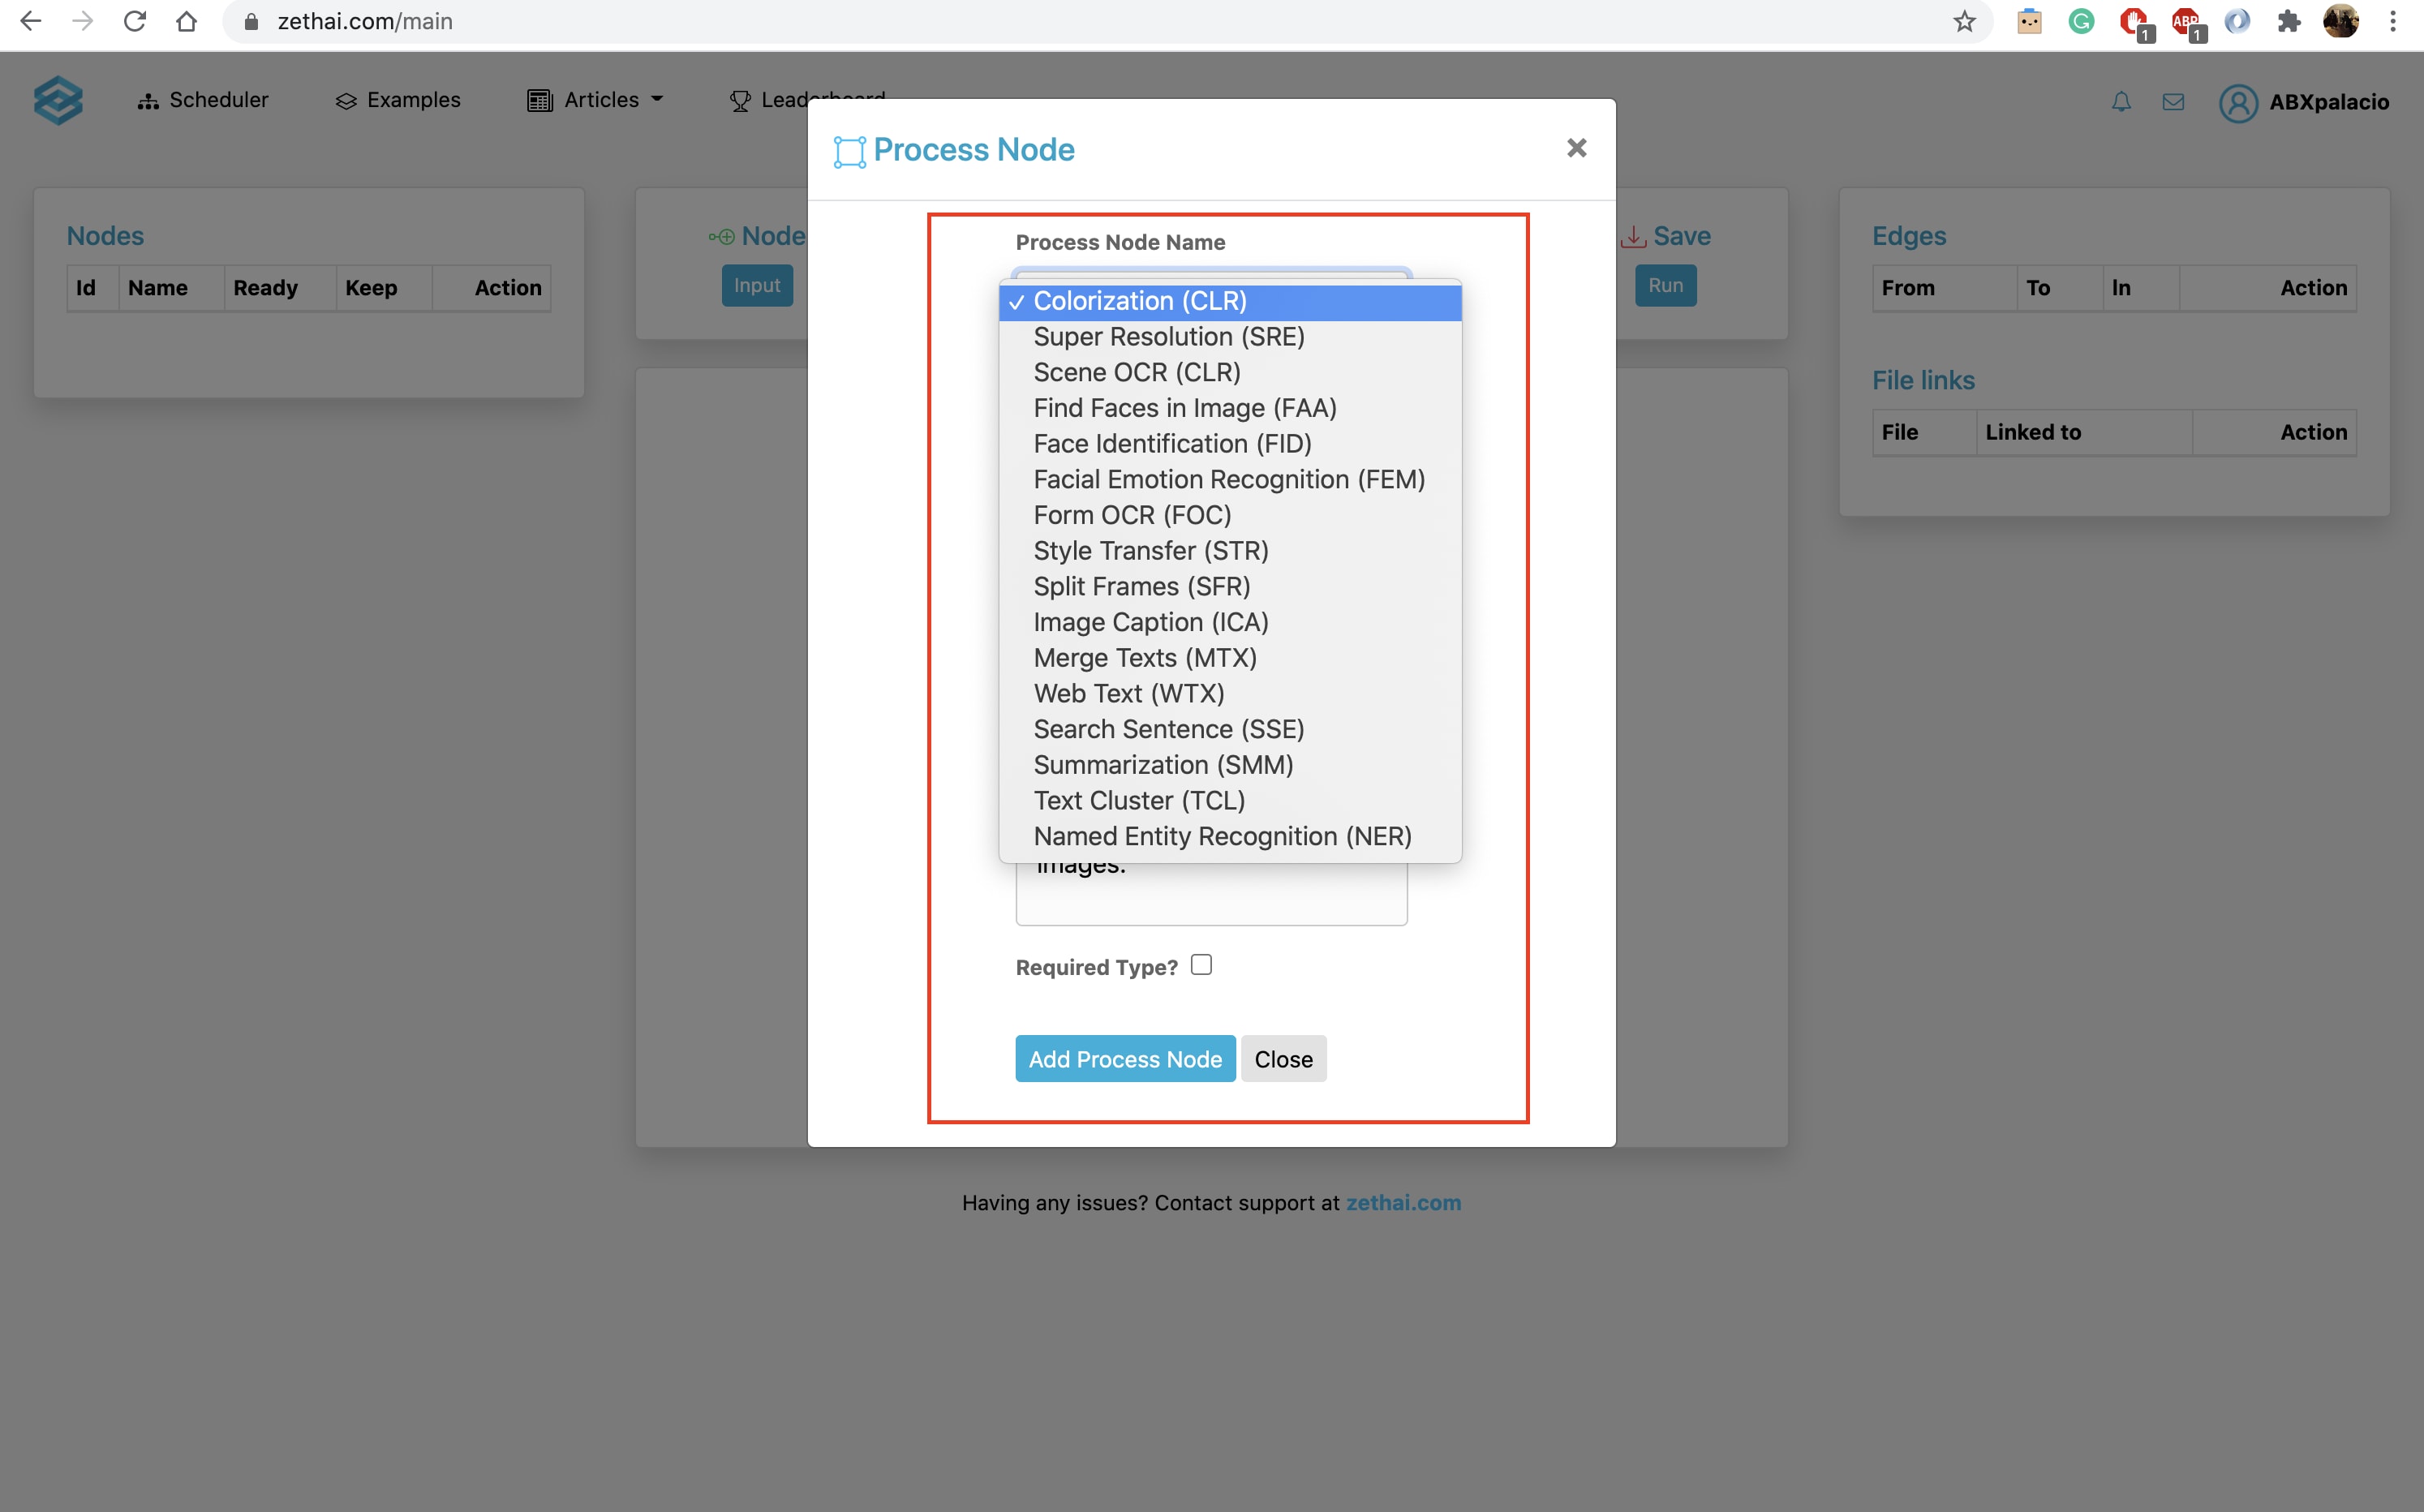 zethai.com/main
1
ABP
1
Scheduler
Examples
Articles
Leaderboard
ABXpalacio
Process Node
Nodes
Id Name Ready Keep Action
Node
Input
Save
Run
Edges
From To In Action
File links
File Linked to Action
Process Node Name
Colorization (CLR)
Super Resolution (SRE)
Scene OCR (CLR)
Find Faces in Image (FAA)
Face Identification (FID)
Facial Emotion Recognition (FEM)
Form OCR (FOC)
Style Transfer (STR)
Split Frames (SFR)
Image Caption (ICA)
Merge Texts (MTX)
Web Text (WTX)
Search Sentence (SSE)
Summarization (SMM)
Text Cluster (TCL)
Named Entity Recognition (NER)
images.
Required Type?
Add Process Node Close
Having any issues? Contact support at zethai.com